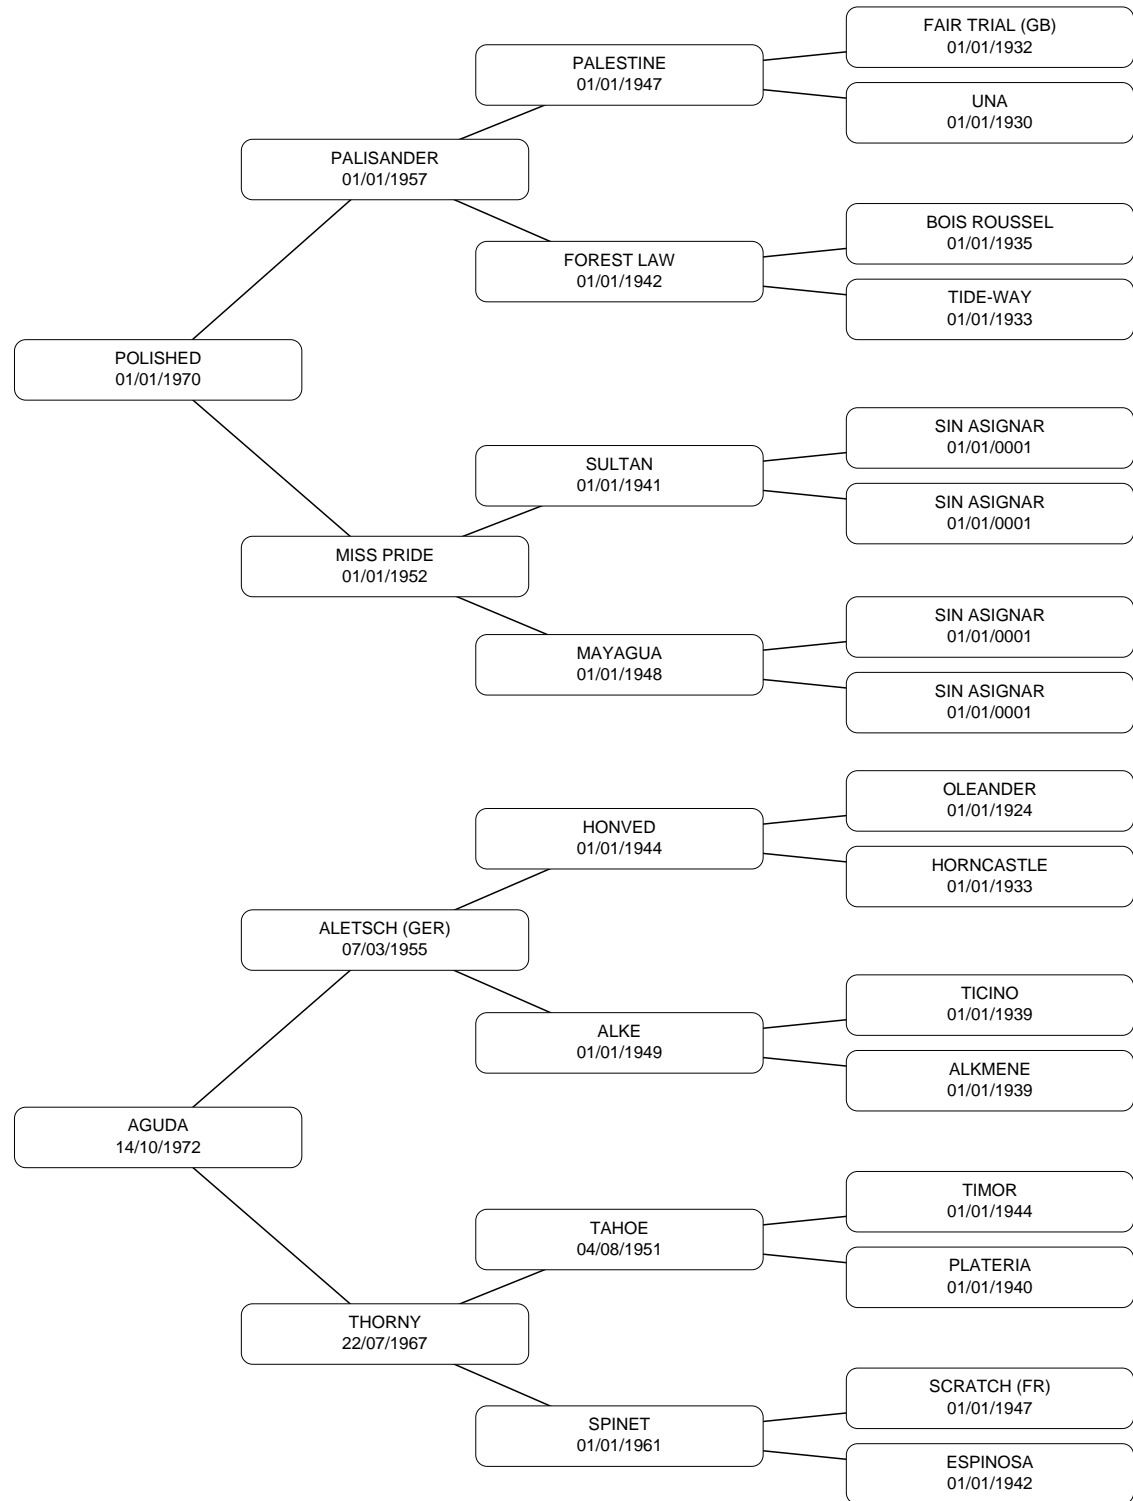 FAIR TRIAL (GB)
01/01/1932
PALESTINE
01/01/1947
UNA
01/01/1930
PALISANDER
01/01/1957
BOIS ROUSSEL
01/01/1935
FOREST LAW
01/01/1942
TIDE-WAY
01/01/1933
POLISHED
01/01/1970
SIN ASIGNAR
01/01/0001
SULTAN
01/01/1941
SIN ASIGNAR
01/01/0001
MISS PRIDE
01/01/1952
SIN ASIGNAR
01/01/0001
MAYAGUA
01/01/1948
SIN ASIGNAR
01/01/0001
OLEANDER
01/01/1924
HONVED
01/01/1944
HORNCASTLE
01/01/1933
ALETSCH (GER)
07/03/1955
TICINO
01/01/1939
ALKE
01/01/1949
ALKMENE
01/01/1939
AGUDA
14/10/1972
TIMOR
01/01/1944
TAHOE
04/08/1951
PLATERIA
01/01/1940
THORNY
22/07/1967
SCRATCH (FR)
01/01/1947
SPINET
01/01/1961
ESPINOSA
01/01/1942